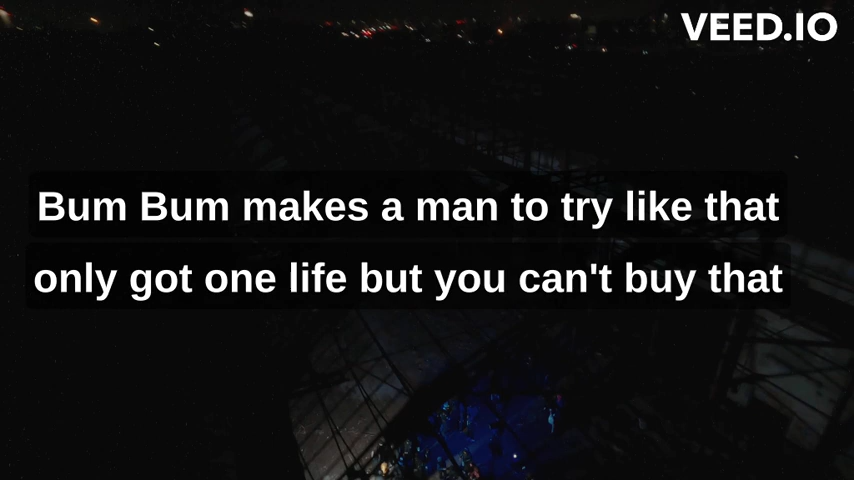 VEED.IO
Bum Bum makes a man to try like that
only got one life but you can't buy that